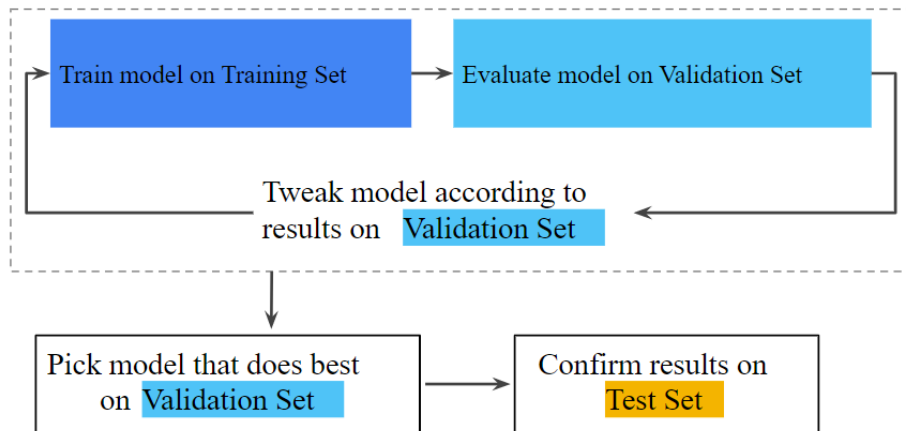 Train model on Training Set
Evaluate model on Validation Set
Tweak model according to
results on Validation Set
Pick model that does best
on Validation Set
Confirm results on
Test Set